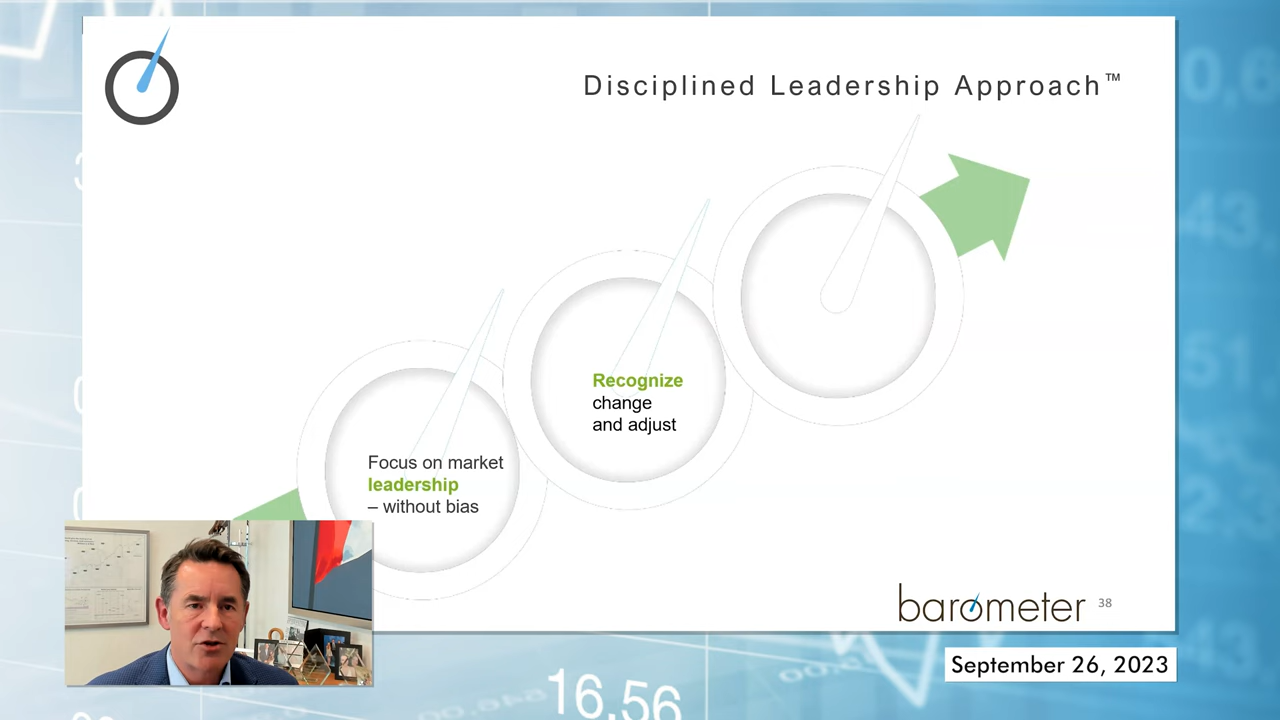 Disciplined Leadership Approach™
Recognize
change
and adjust
Focus on market
leadership
– without bias
barometer 38
September 26, 2023
16,56